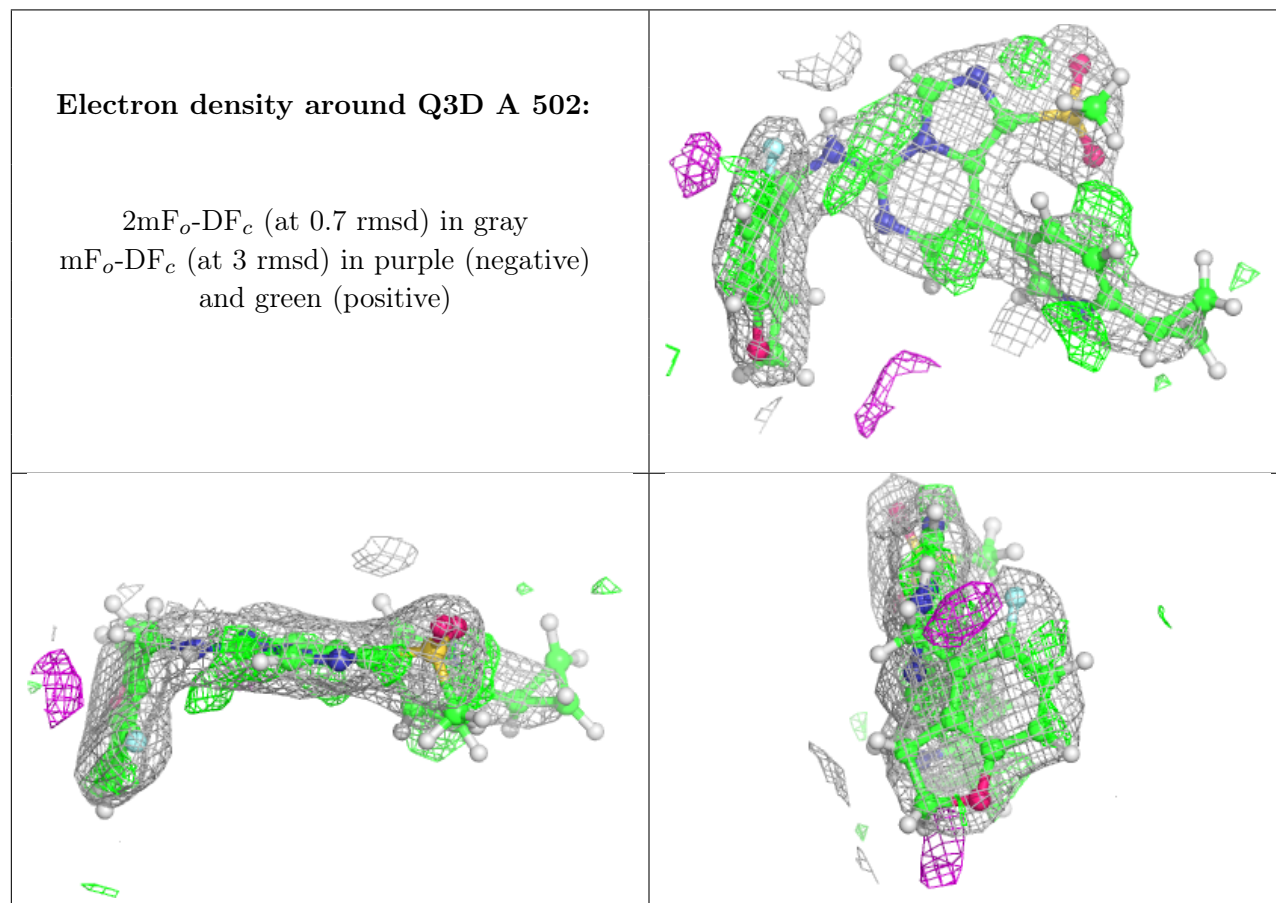 Electron density around Q3D A 502:
2mFo-DFc (at 0.7 rmsd) in gray
mFo-DFc (at 3 rmsd) in purple (negative)
and green (positive)